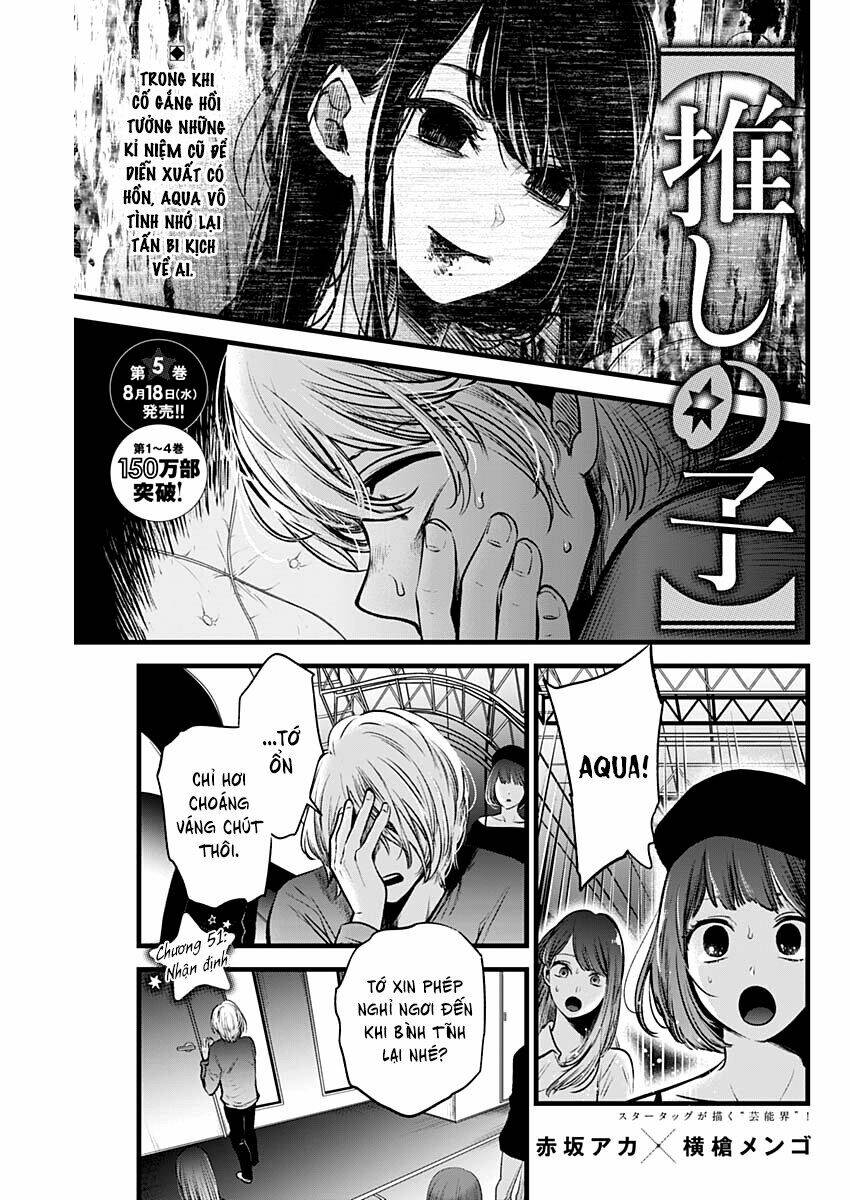 【推しの子】
TRONG KHI
CỐ GẮNG HỒI
TƯỞNG NHỮNG
KỈ NIỆM CŨ ĐỂ
DIỄN XUẤT CÓ
HỒN, AQUA VÔ
TÌNH NHỚ LẠI
TẤN BI KỊCH
VỀ AI.
第5巻
8月18日(水)
発売!!
第1~4巻
150万部
突破!
AQUA!
...TỚ
ỔN
CHỈ HƠI
CHOÁNG
VÁNG CHÚT
THÔI.
Chương 51:
Nhận định
TỚ XIN PHÉP
NGHỈ NGƠI ĐẾN
KHI BÌNH TĨNH
LẠI NHÉ?
スタータッグが描く“芸能界”!
赤坂アカ×横槍メンゴ